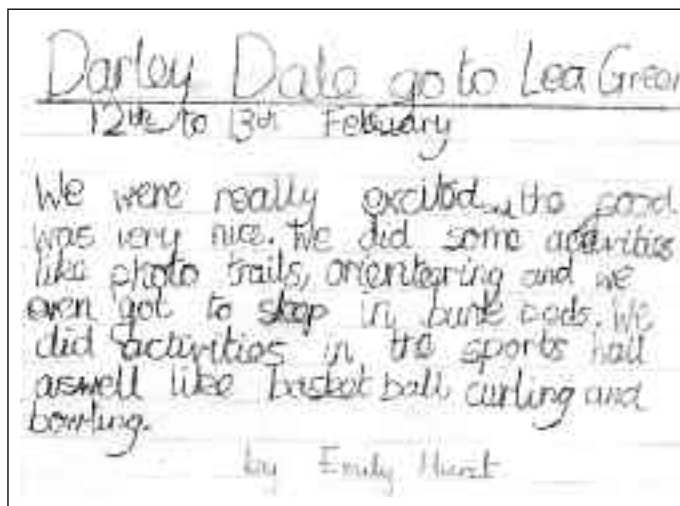 Darley Dale go to Lea Green
12th to 13th February
We were really excited, the food
was very nice. We did some activities
like photo trails, orienteering and we
even got to sleep in bunk beds. We
did activities in the sports hall
aswell like basket ball, curling and
bowling.
by Emily Hurst